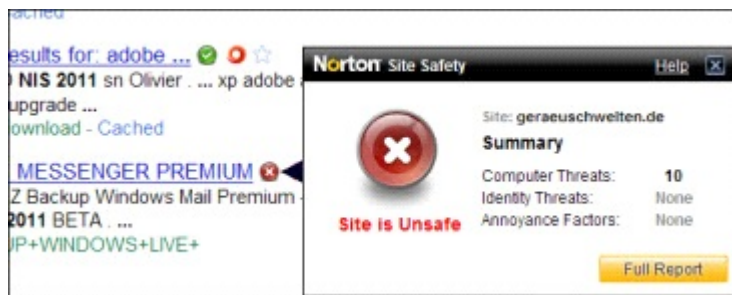 Cached
esults for: adobe ...
NIS 2011 sn Olivier . ... xp adobe
upgrade ...
ownload - Cached
MESSENGER PREMIUM
Z Backup Windows Mail Premium -
2011 BETA . ...
UP+WINDOWS+LIVE+
Norton Site Safety
Help
Site: geraeuschwelten.de
Summary
Computer Threats: 10
Identity Threats: None
Annoyance Factors: None
Site is Unsafe
Full Report